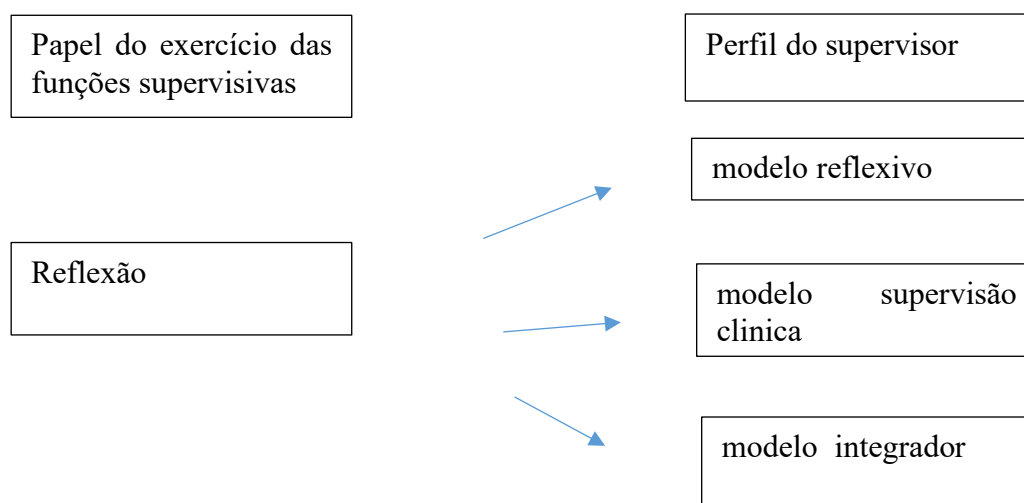 Papel do exercício das
funções supervisivas
Perfil do supervisor
modelo reflexivo
Reflexão
modelo supervisão
clinica
modelo integrador